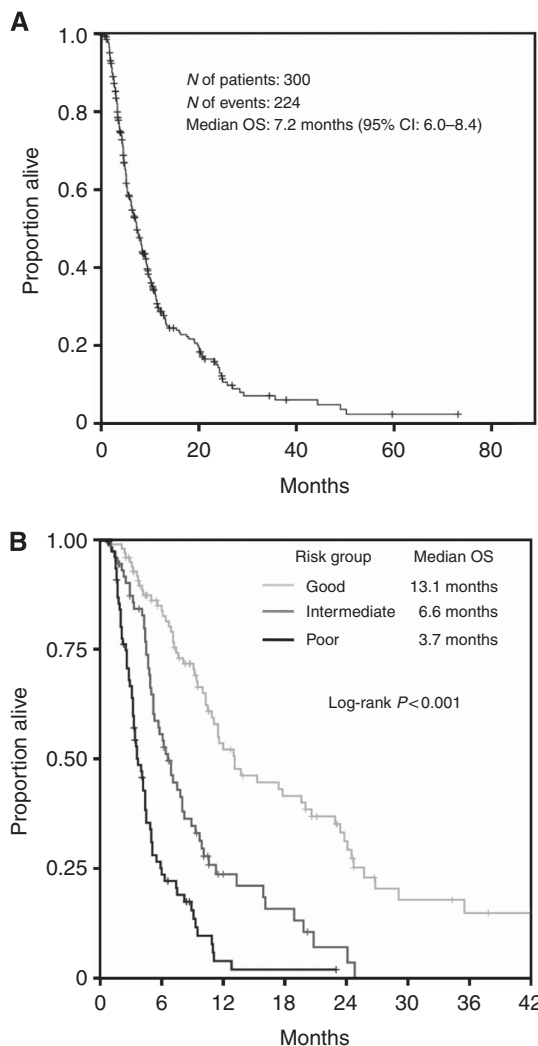 A
1.0
0.8
0.6
0.4
0.2
0
Proportion alive
N of patients: 300
N of events: 224
Median OS: 7.2 months (95% CI: 6.0–8.4)
0 20 40 60 80
Months
B
1.00
0.75
0.50
0.25
0
Proportion alive
Risk group Median OS
Good 13.1 months
Intermediate 6.6 months
Poor 3.7 months
Log-rank P<0.001
0 6 12 18 24 30 36 42
Months